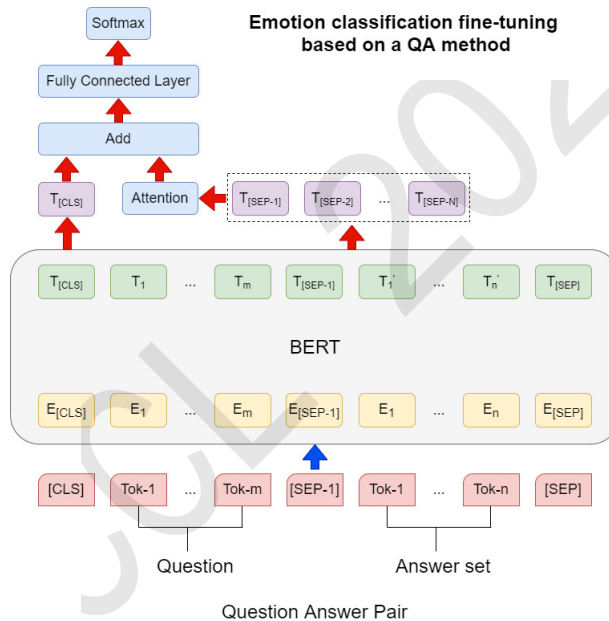 Softmax
Emotion classification fine-tuning
based on a QA method
Fully Connected Layer
Add
T[CLS]
Attention
T[SEP-1] T[SEP-2] ... T[SEP-N]
T[CLS] T1 ... Tm T[SEP-1] T1' ... Tn' T[SEP]
BERT
E[CLS] E1 ... Em E[SEP-1] E1 ... En E[SEP]
[CLS] Tok-1 ... Tok-m [SEP-1] Tok-1 ... Tok-n [SEP]
Question Answer set
Question Answer Pair
CCL 202